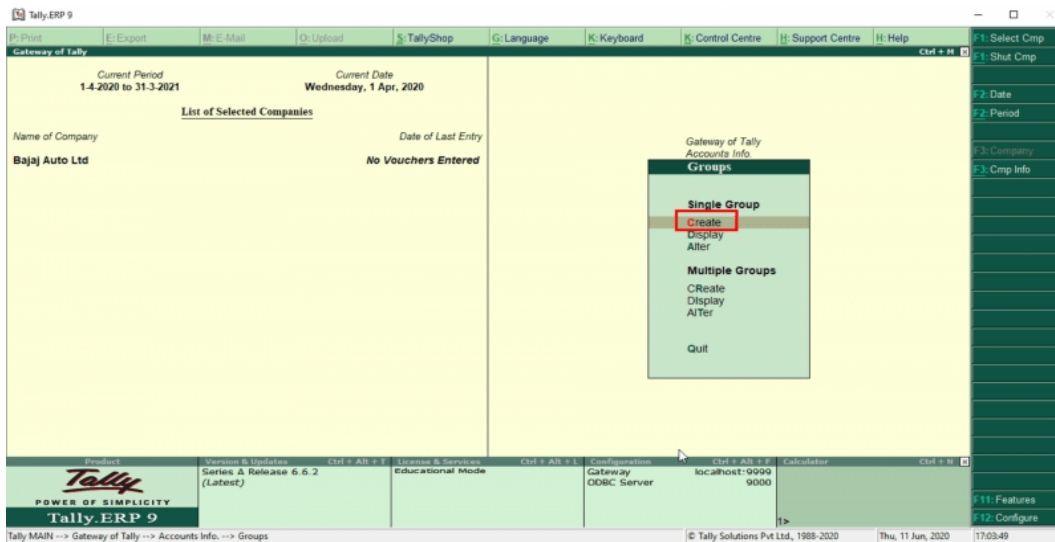 Tally.ERP 9
P: Print E: Export M: E-Mail O: Upload S: TallyShop G: Language K: Keyboard K: Control Centre H: Support Centre H: Help F1: Select Cmp
Gateway of Tally Ctrl + M
F1: Shut Cmp
Current Period Current Date
1-4-2020 to 31-3-2021 Wednesday, 1 Apr, 2020
F2: Date
List of Selected Companies
F2: Period
Name of Company Date of Last Entry
Gateway of Tally
F3: Company
Accounts Info.
Bajaj Auto Ltd No Vouchers Entered
Groups
F3: Cmp Info
Single Group
Create
Display
Alter
Multiple Groups
CReate
DIsplay
AlTer
Quit
Product Version & Updates Ctrl + Alt + T License & Services Ctrl + Alt + L Configuration Ctrl + Alt + F Calculator Ctrl + N
Tally
POWER OF SIMPLICITY
Tally.ERP 9
Series A Release 6.6.2
(Latest)
Educational Mode
Gateway localhost:9999
ODBC Server 9000
1>
F11: Features
F12: Configure
Tally MAIN --> Gateway of Tally --> Accounts Info. --> Groups © Tally Solutions Pvt Ltd., 1988-2020 Thu, 11 Jun, 2020 17:03:49